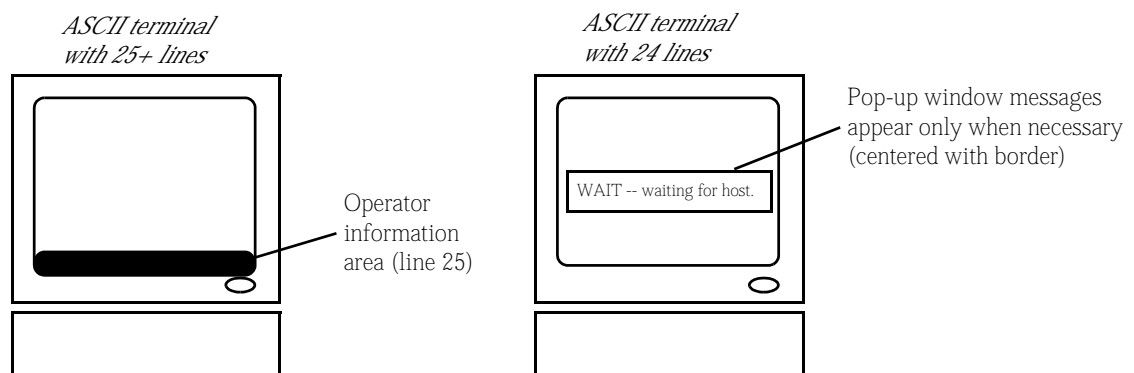 ASCII terminal
with 25+ lines
Operator
information
area (line 25)
ASCII terminal
with 24 lines
WAIT -- waiting for host.
Pop-up window messages
appear only when necessary
(centered with border)